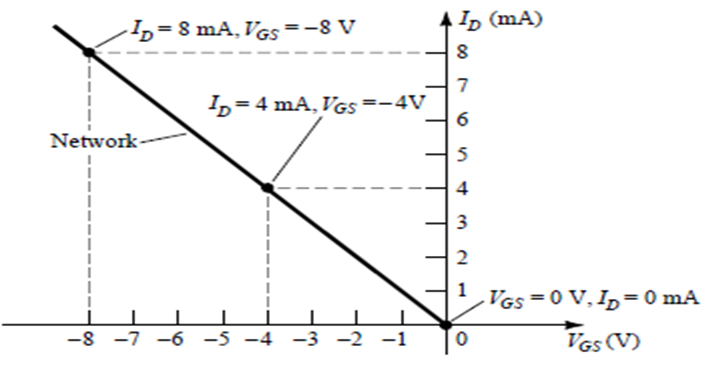 I_D (mA)
I_D = 8 mA, V_GS = −8 V
8
7
I_D = 4 mA, V_GS = −4V
6
Network
5
4
3
2
1
V_GS = 0 V, I_D = 0 mA
−8 −7 −6 −5 −4 −3 −2 −1 0
V_GS (V)